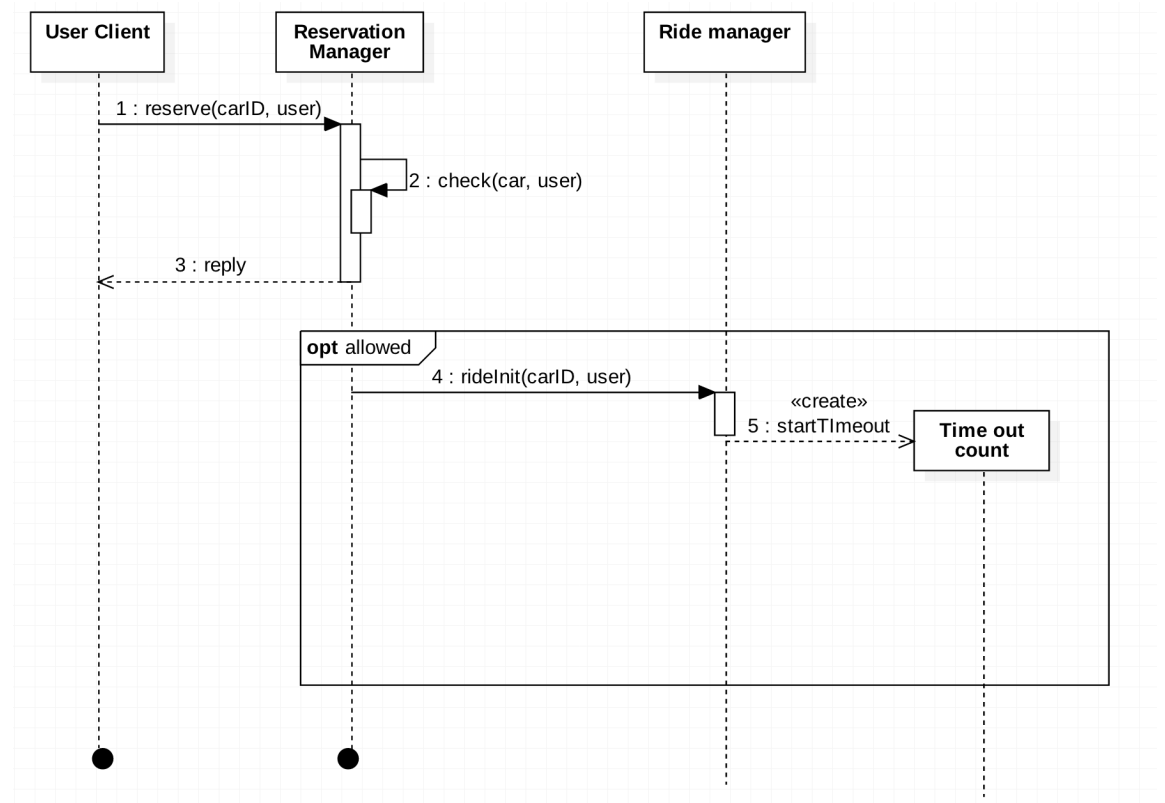 User Client
Reservation
Manager
Ride manager
1 : reserve(carID, user)
2 : check(car, user)
3 : reply
opt allowed
4 : rideInit(carID, user)
«create»
5 : startTImeout
Time out
count